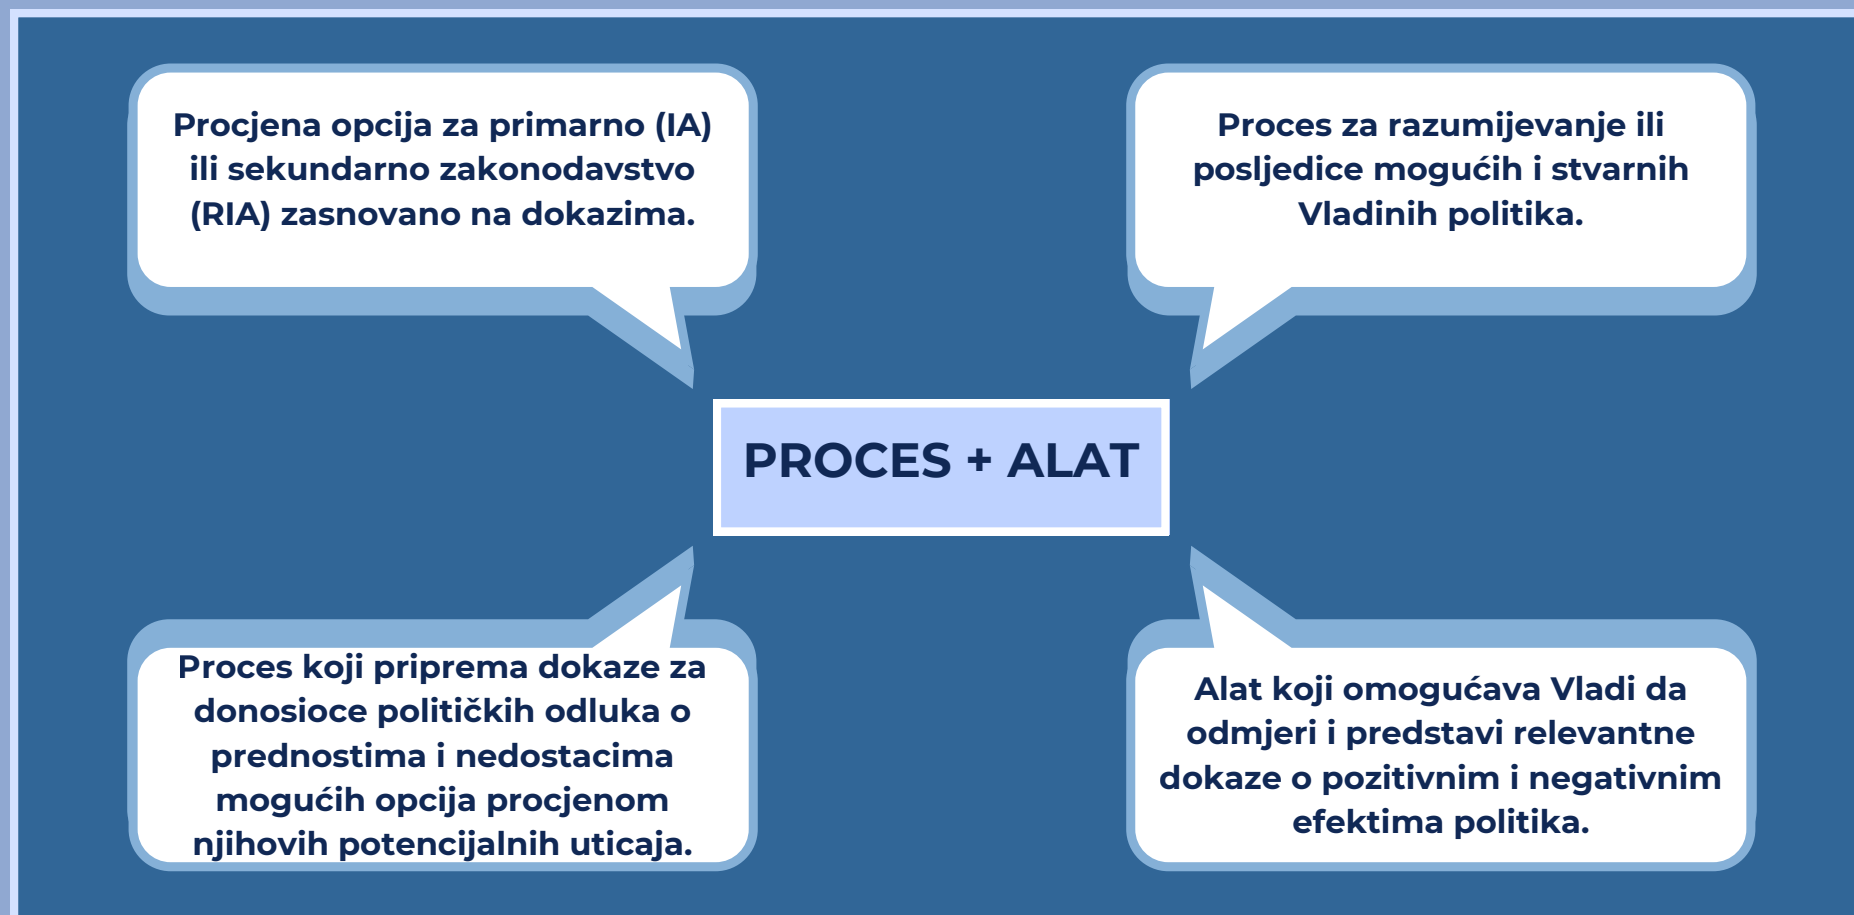 Procjena opcija za primarno (IA)
ili sekundarno zakonodavstvo
(RIA) zasnovano na dokazima.
Proces za razumijevanje ili
posljedice mogućih i stvarnih
Vladinih politika.
PROCES + ALAT
Proces koji priprema dokaze za
donosioce političkih odluka o
prednostima i nedostacima
mogućih opcija procjenom
njihovih potencijalnih uticaja.
Alat koji omogućava Vladi da
odmjeri i predstavi relevantne
dokaze o pozitivnim i negativnim
efektima politika.